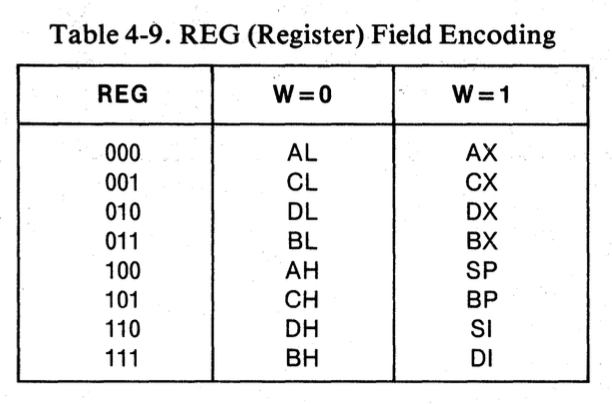 Table 4-9. REG (Register) Field Encoding
REG W=0 W=1
000 AL AX
001 CL CX
010 DL DX
011 BL BX
100 AH SP
101 CH BP
110 DH SI
111 BH DI